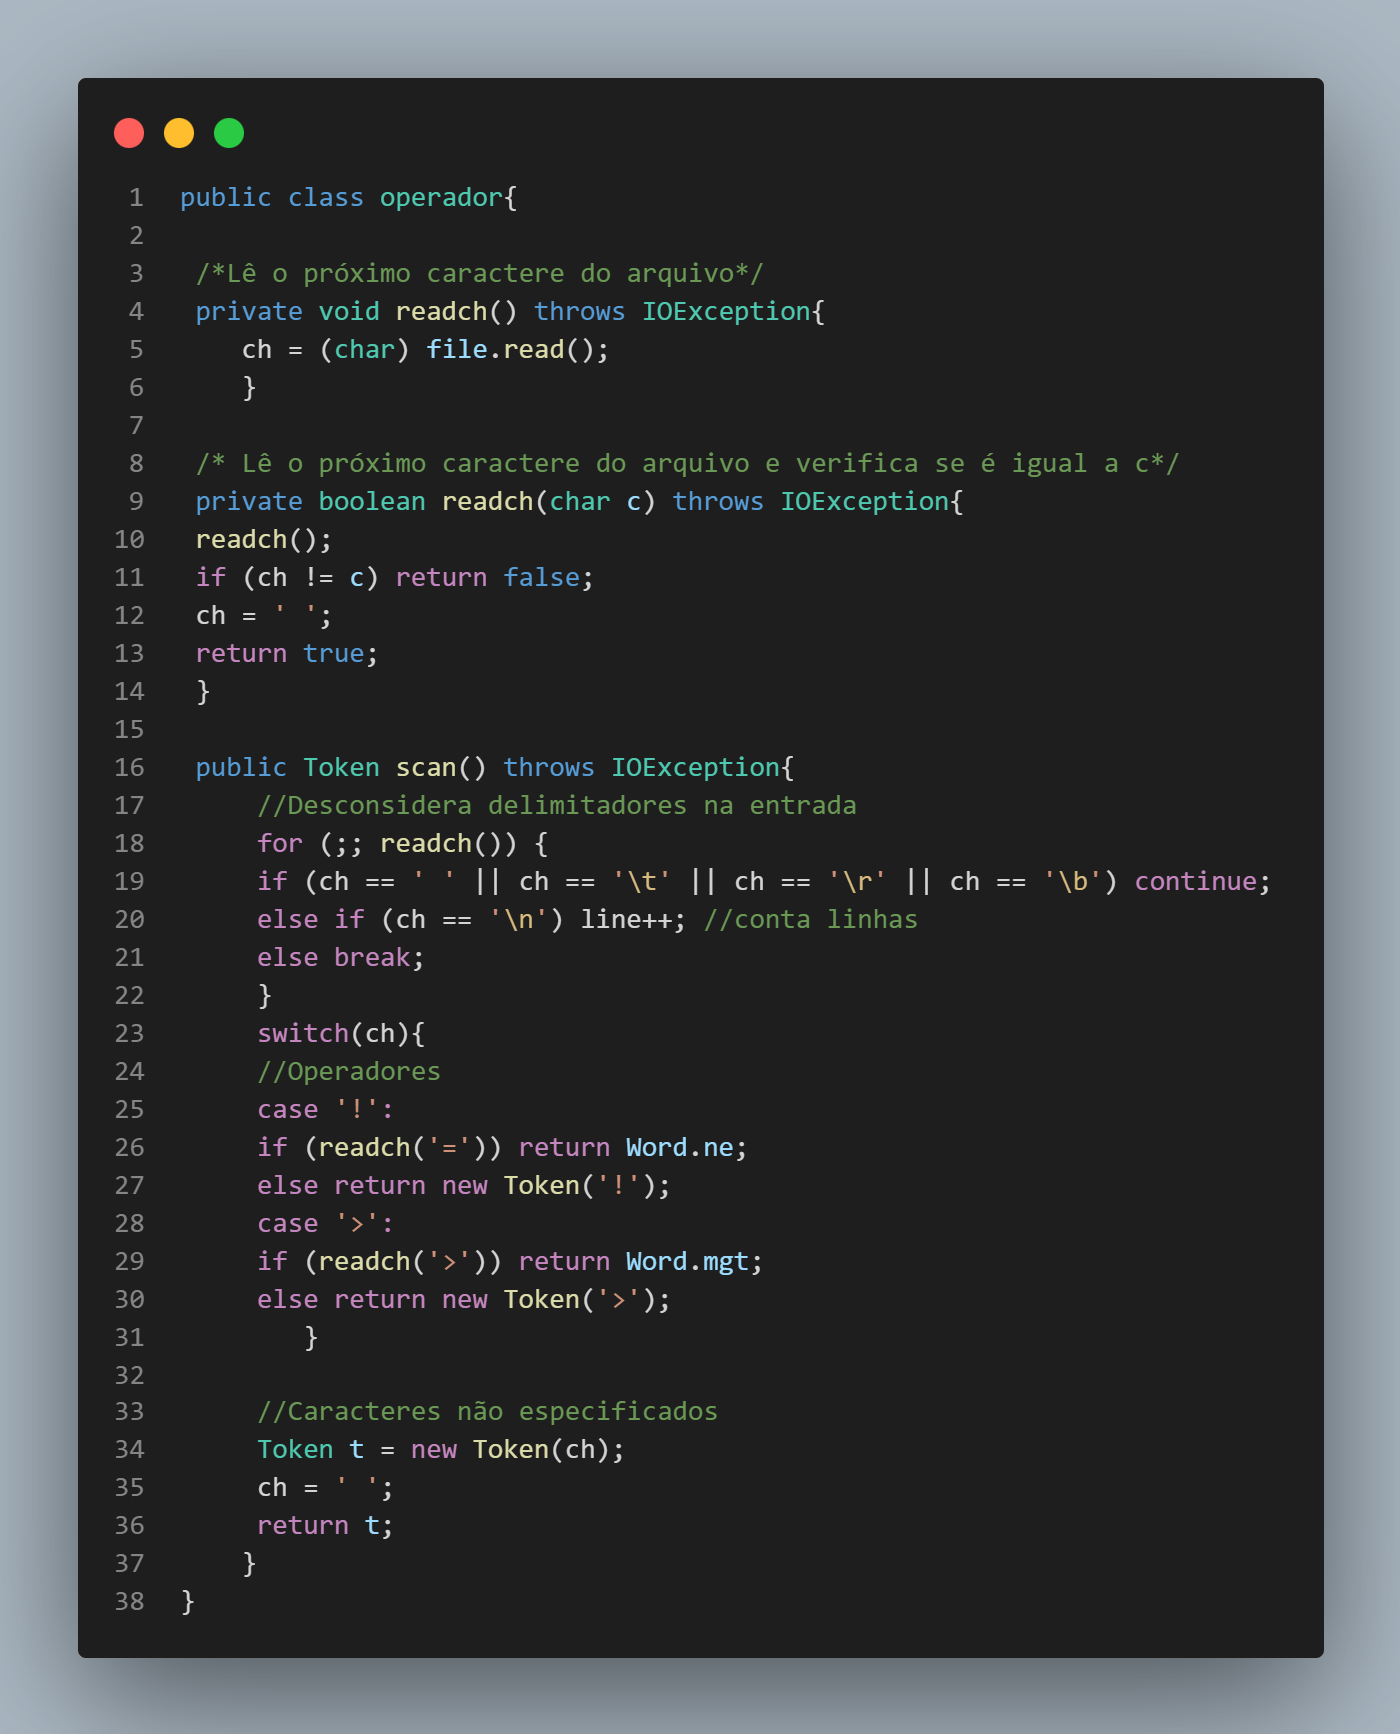 1 public class operador{
2
3 /*Lê o próximo caractere do arquivo*/
4 private void readch() throws IOException{
5 ch = (char) file.read();
6 }
7
8 /* Lê o próximo caractere do arquivo e verifica se é igual a c*/
9 private boolean readch(char c) throws IOException{
10 readch();
11 if (ch != c) return false;
12 ch = ' ';
13 return true;
14 }
15
16 public Token scan() throws IOException{
17 //Desconsidera delimitadores na entrada
18 for (;; readch()) {
19 if (ch == ' ' || ch == '\t' || ch == '\r' || ch == '\b') continue;
20 else if (ch == '\n') line++; //conta linhas
21 else break;
22 }
23 switch(ch){
24 //Operadores
25 case '!':
26 if (readch('=')) return Word.ne;
27 else return new Token('!');
28 case '>':
29 if (readch('>')) return Word.mgt;
30 else return new Token('>');
31 }
32
33 //Caracteres não especificados
34 Token t = new Token(ch);
35 ch = ' ';
36 return t;
37 }
38 }